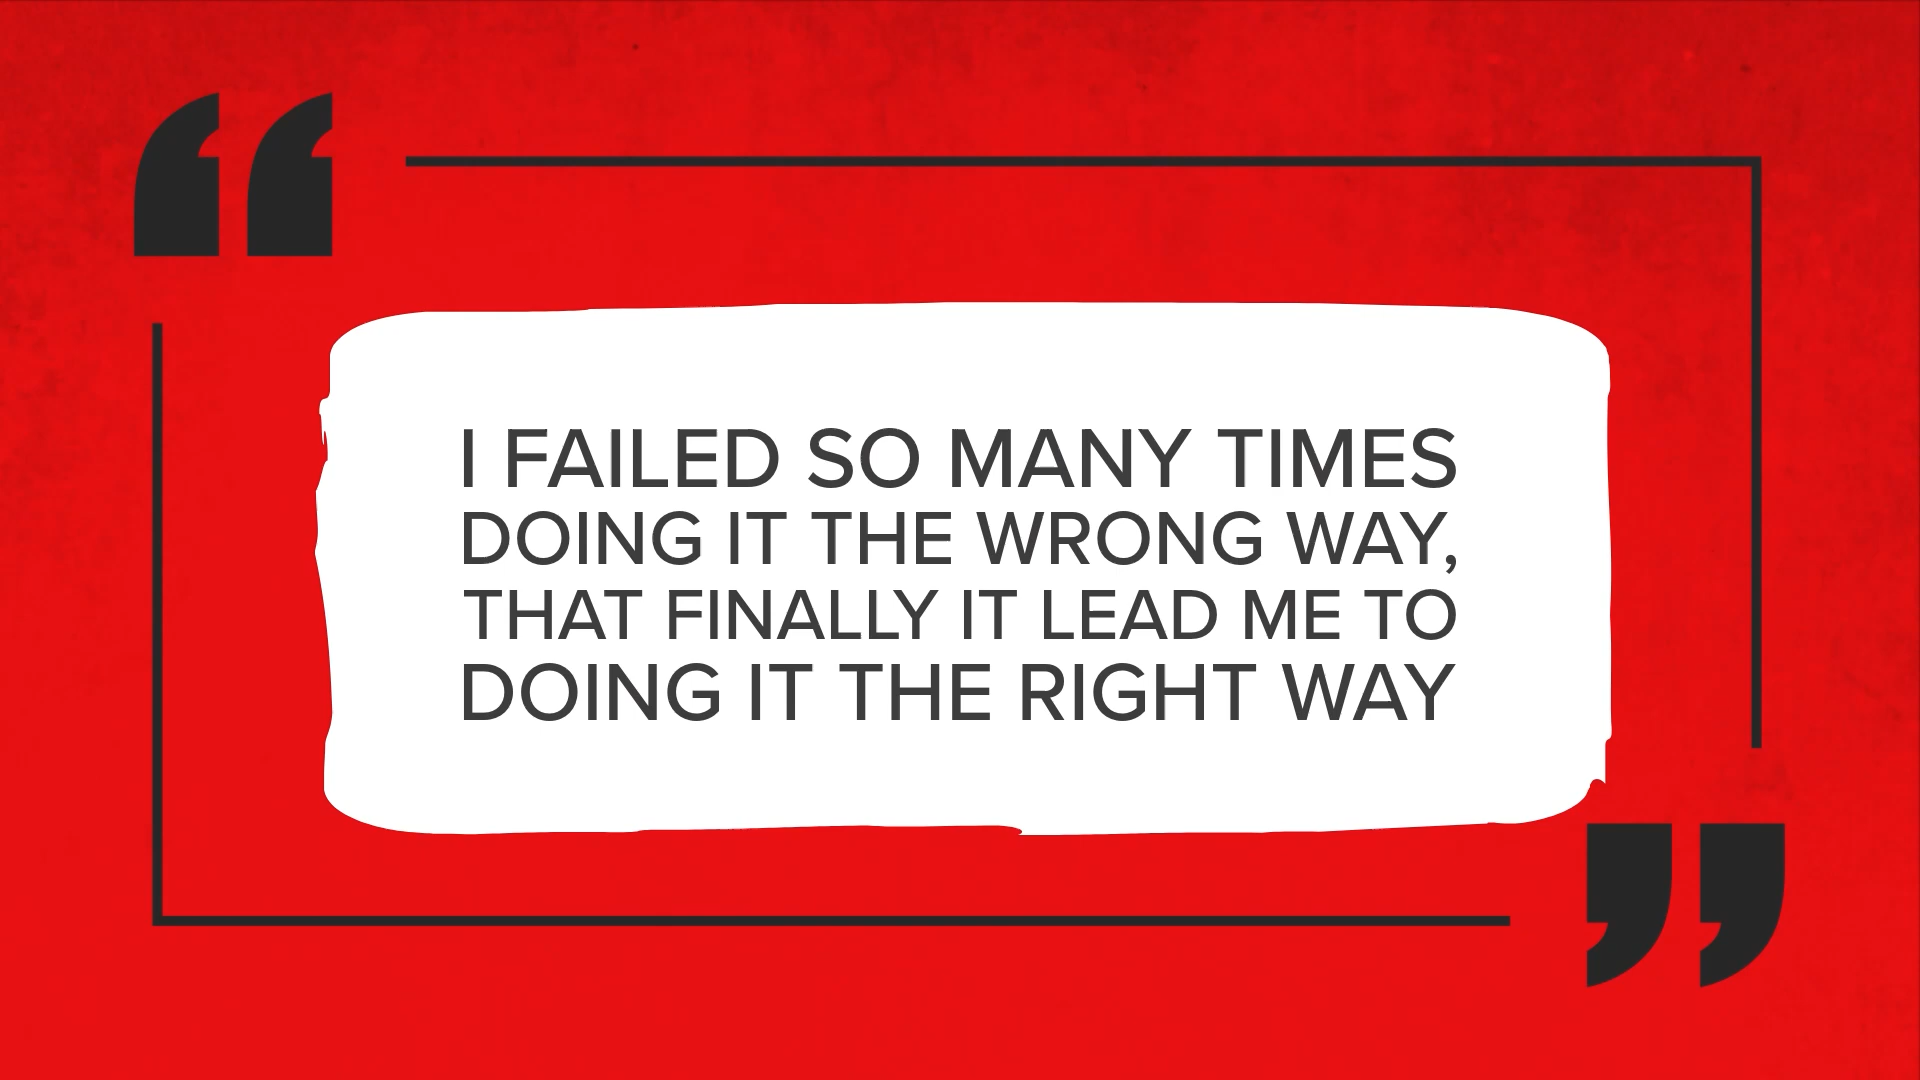 “
I FAILED SO MANY TIMES
DOING IT THE WRONG WAY,
THAT FINALLY IT LEAD ME TO
DOING IT THE RIGHT WAY
”